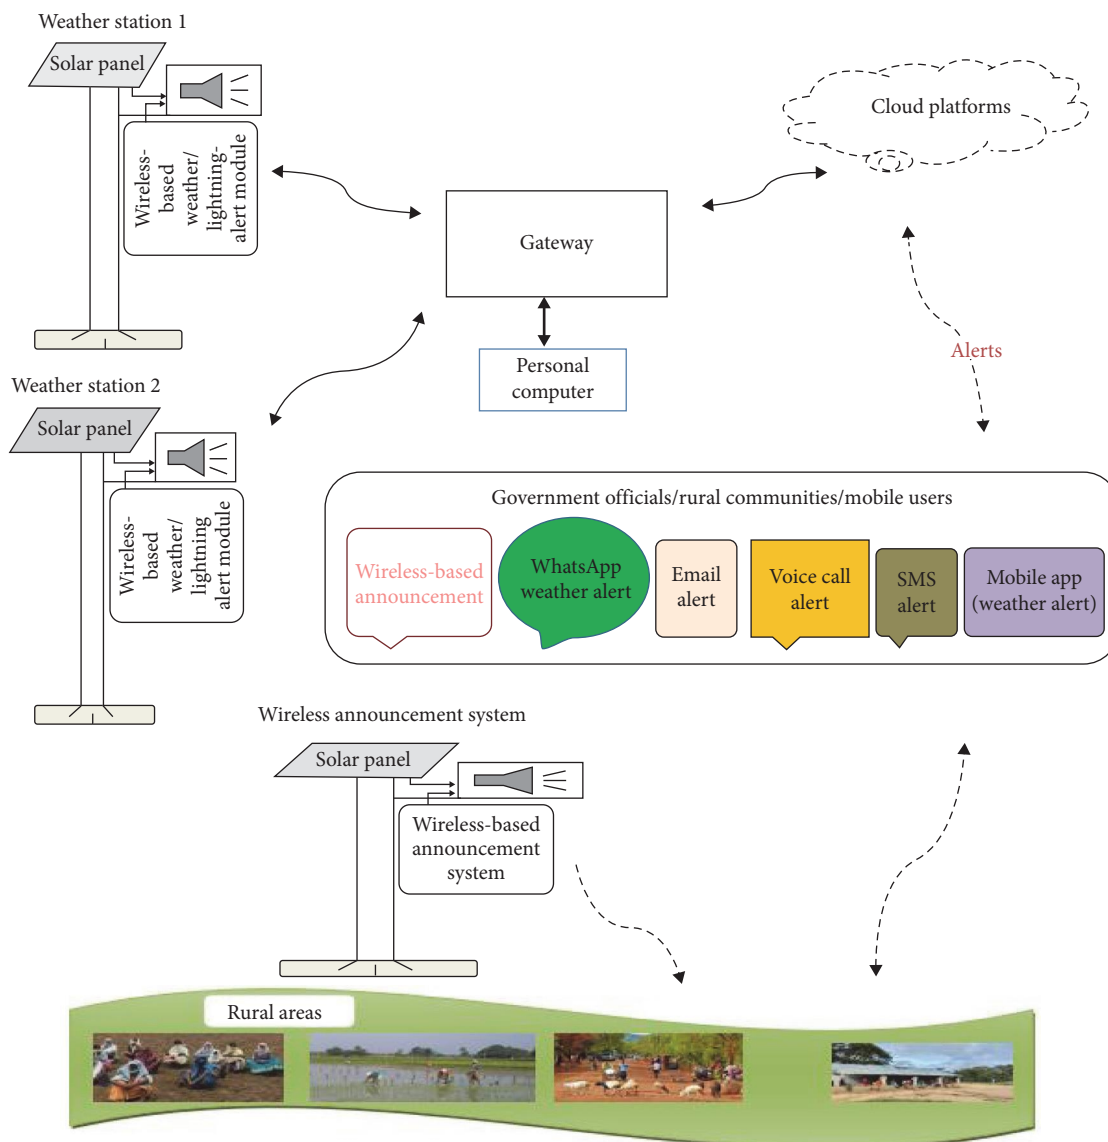 Weather station 1
Solar panel
Wireless-
based
weather/
lightning-
alert module
Cloud platforms
Gateway
Personal
computer
Alerts
Weather station 2
Solar panel
Wireless-
based
weather/
lightning
alert module
Government officials/rural communities/mobile users
Wireless-based
announcement
WhatsApp
weather alert
Email
alert
Voice call
alert
SMS
alert
Mobile app
(weather alert)
Wireless announcement system
Solar panel
Wireless-based
announcement
system
Rural areas